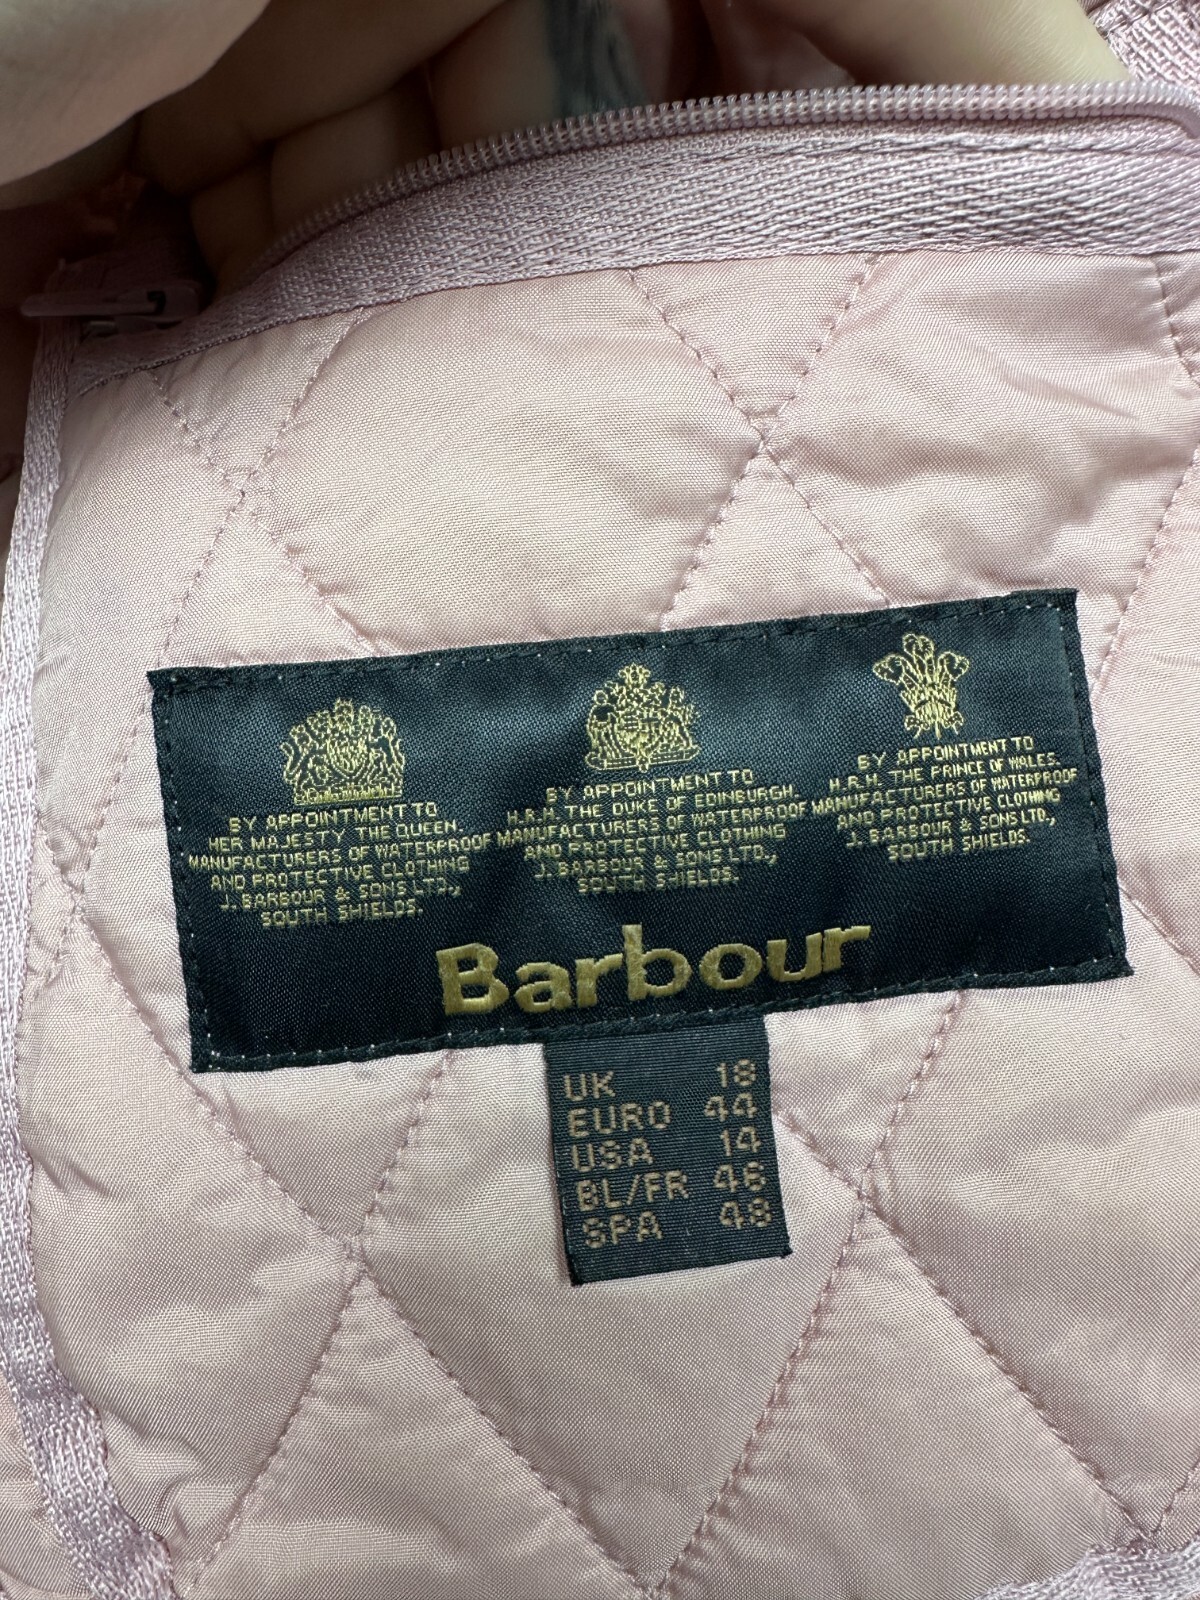 BY APPOINTMENT TO
HER MAJESTY THE QUEEN.
MANUFACTURERS OF WATERPROOF
AND PROTECTIVE CLOTHING
J. BARBOUR & SONS LTD.,
SOUTH SHIELDS.
BY APPOINTMENT TO
H.R.H. THE DUKE OF EDINBURGH.
MANUFACTURERS OF WATERPROOF
AND PROTECTIVE CLOTHING
J. BARBOUR & SONS LTD.,
SOUTH SHIELDS.
BY APPOINTMENT TO
H.R.H. THE PRINCE OF WALES.
MANUFACTURERS OF WATERPROOF
AND PROTECTIVE CLOTHING
J. BARBOUR & SONS LTD.,
SOUTH SHIELDS.
Barbour
UK 18
EURO 44
USA 14
BL/FR 46
SPA 48